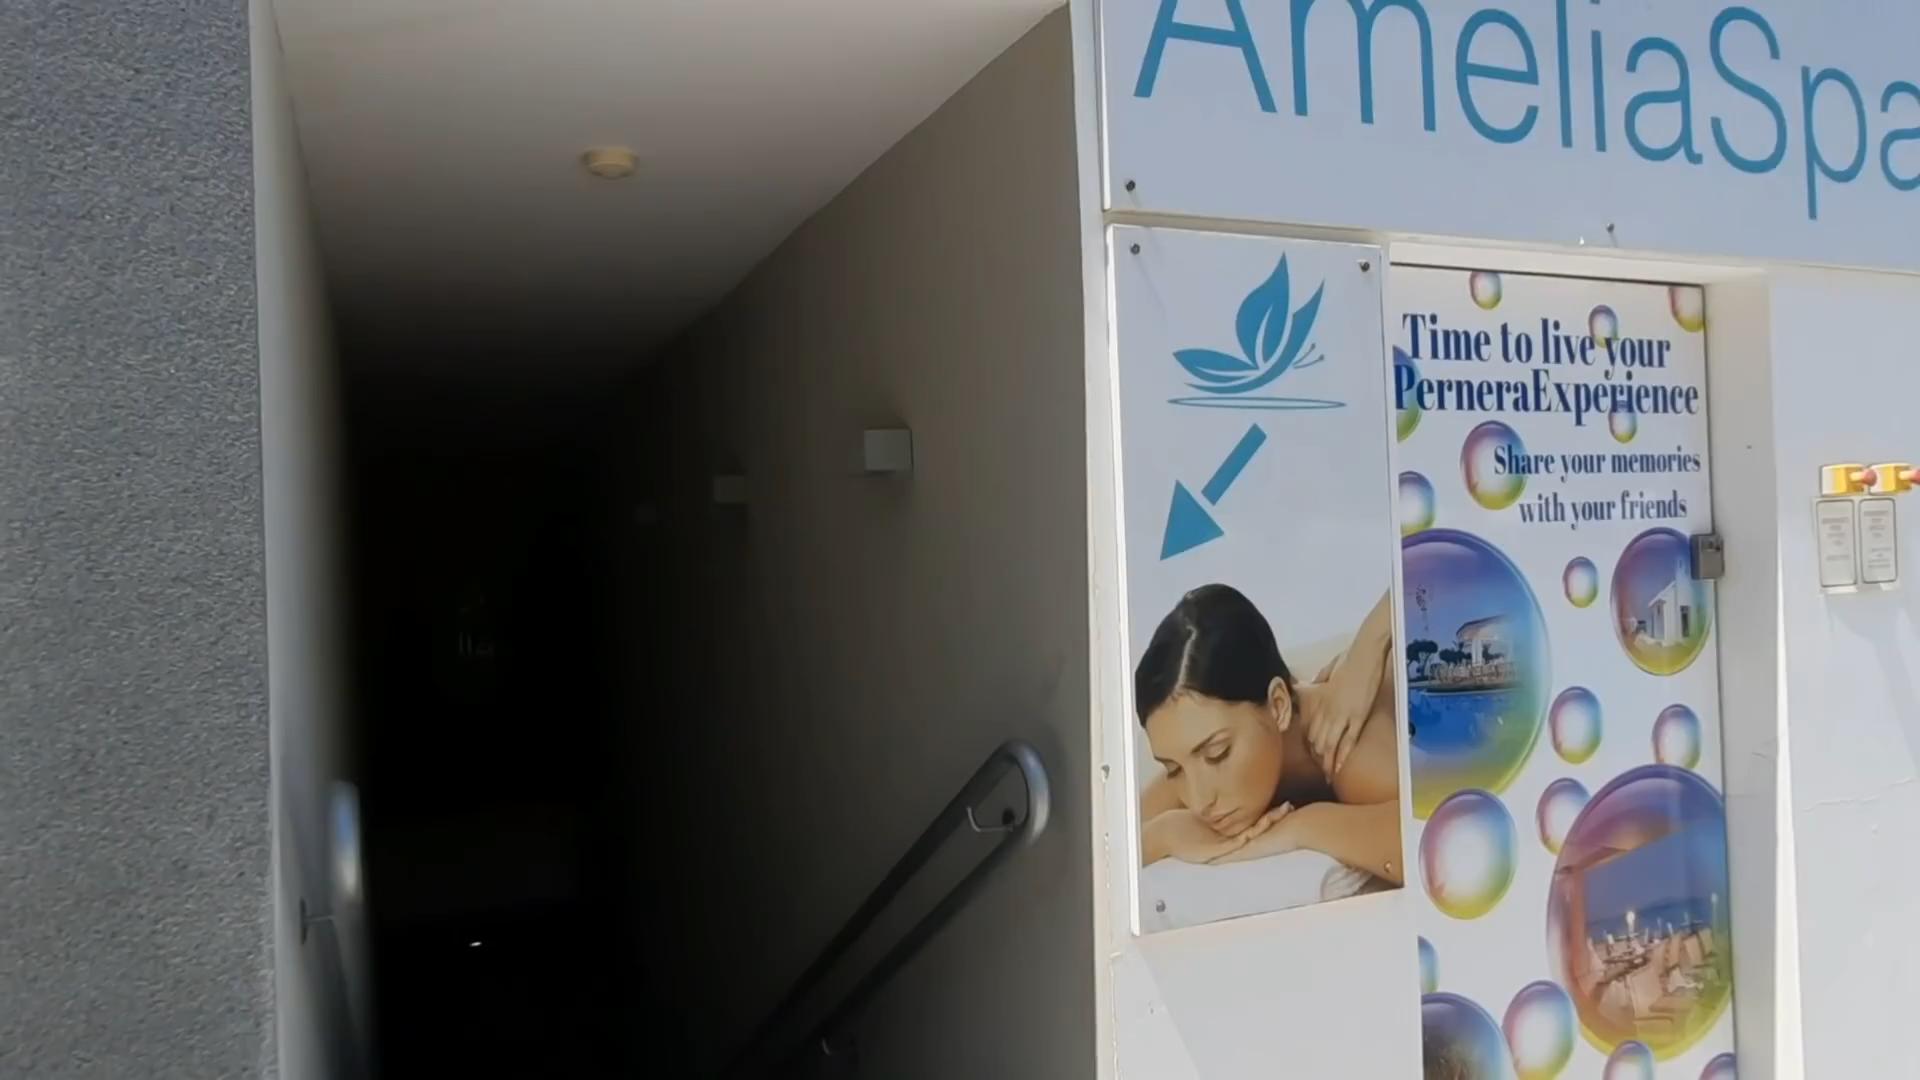 AmeliaSpa
Time to live your
PerneraExperience
Share your memories
with your friends